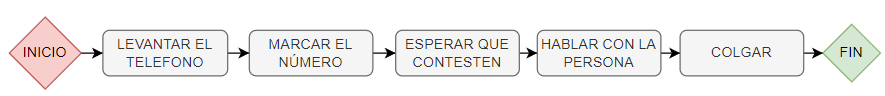 INICIO
LEVANTAR EL
TELEFONO
MARCAR EL
NÚMERO
ESPERAR QUE
CONTESTEN
HABLAR CON LA
PERSONA
COLGAR
FIN